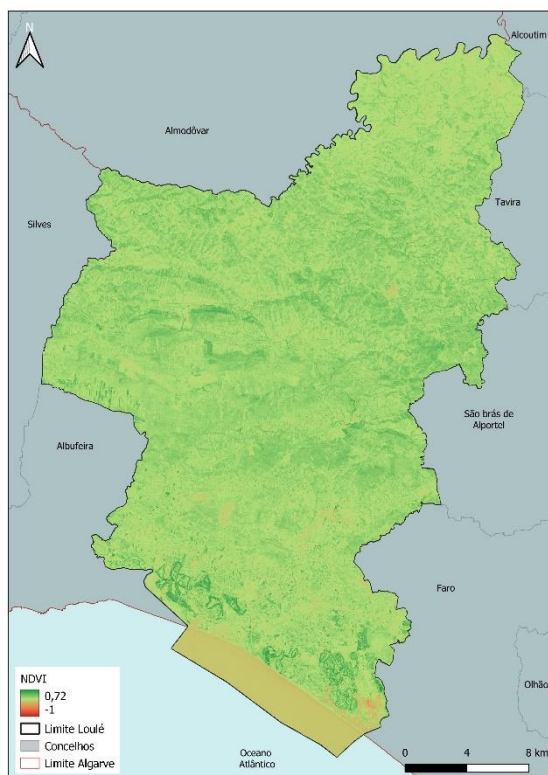 N
Alcoutim
Almodôvar
Tavira
Silves
São brás de
Alportel
Albufeira
Faro
Olhão
NDVI
0,72
-1
Limite Loulé
Concelhos
Limite Algarve
Oceano
Atlântico
0 4 8 km